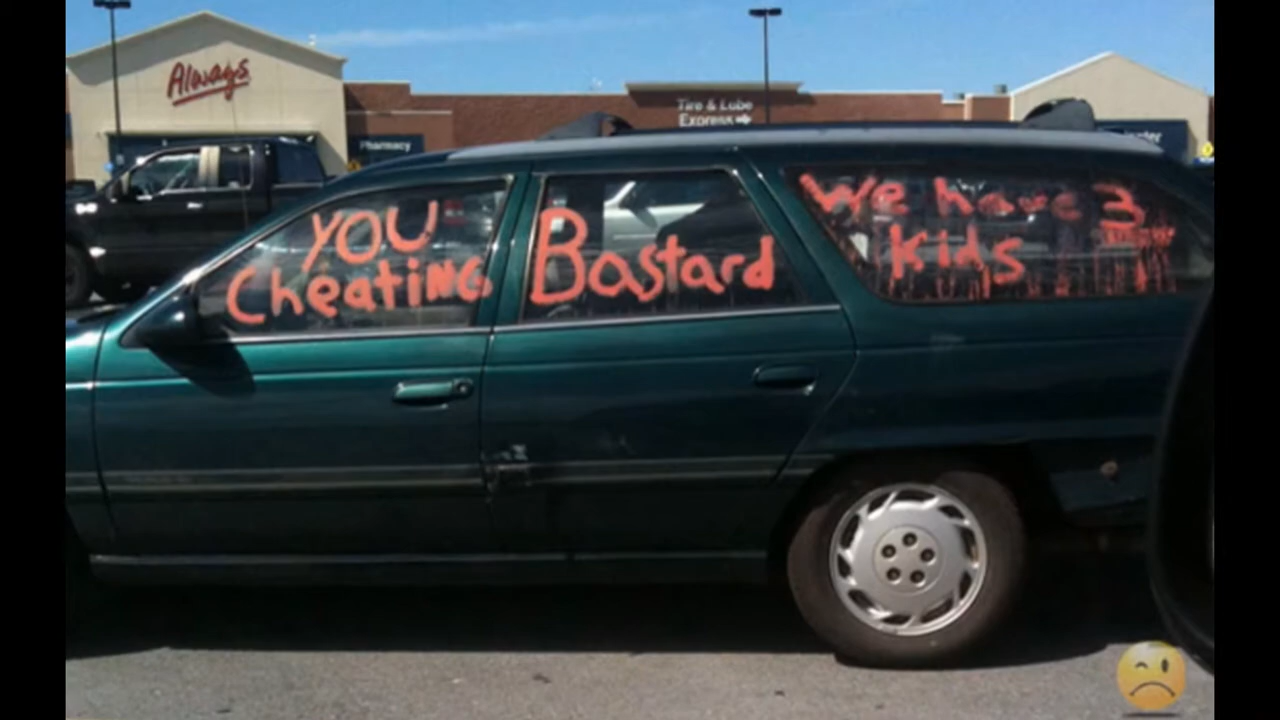 Always
Pharmacy
Tire & Lube
Express
YOU
CheatiNG
Bastard
We have 3
Kids